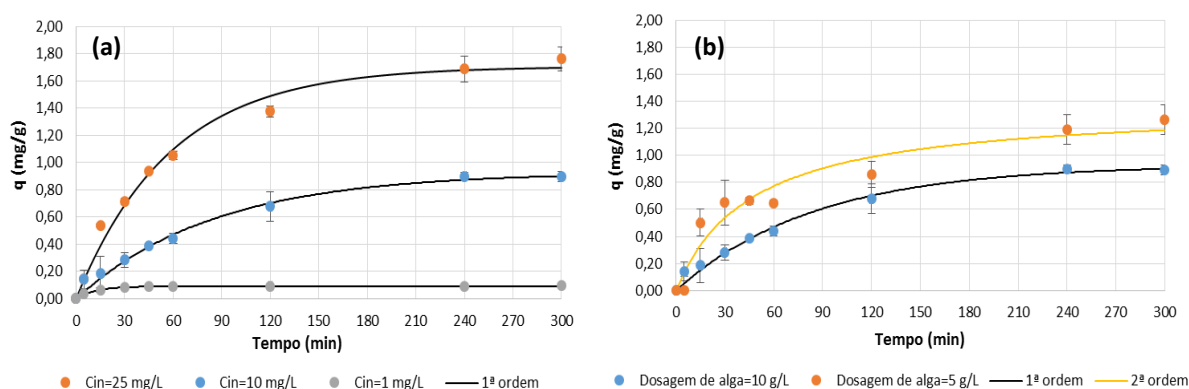 (a)
q (mg/g)
2,00
1,80
1,60
1,40
1,20
1,00
0,80
0,60
0,40
0,20
0,00
0 30 60 90 120 150 180 210 240 270 300
Tempo (min)
Cin=25 mg/L Cin=10 mg/L Cin=1 mg/L 1ª ordem
(b)
q (mg/g)
2,00
1,80
1,60
1,40
1,20
1,00
0,80
0,60
0,40
0,20
0,00
0 30 60 90 120 150 180 210 240 270 300
Tempo (min)
Dosagem de alga=10 g/L Dosagem de alga=5 g/L 1ª ordem 2ª ordem